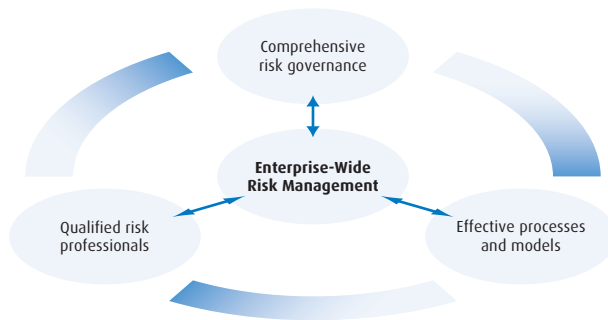 Comprehensive
risk governance
Enterprise-Wide
Risk Management
Qualified risk
professionals
Effective processes
and models